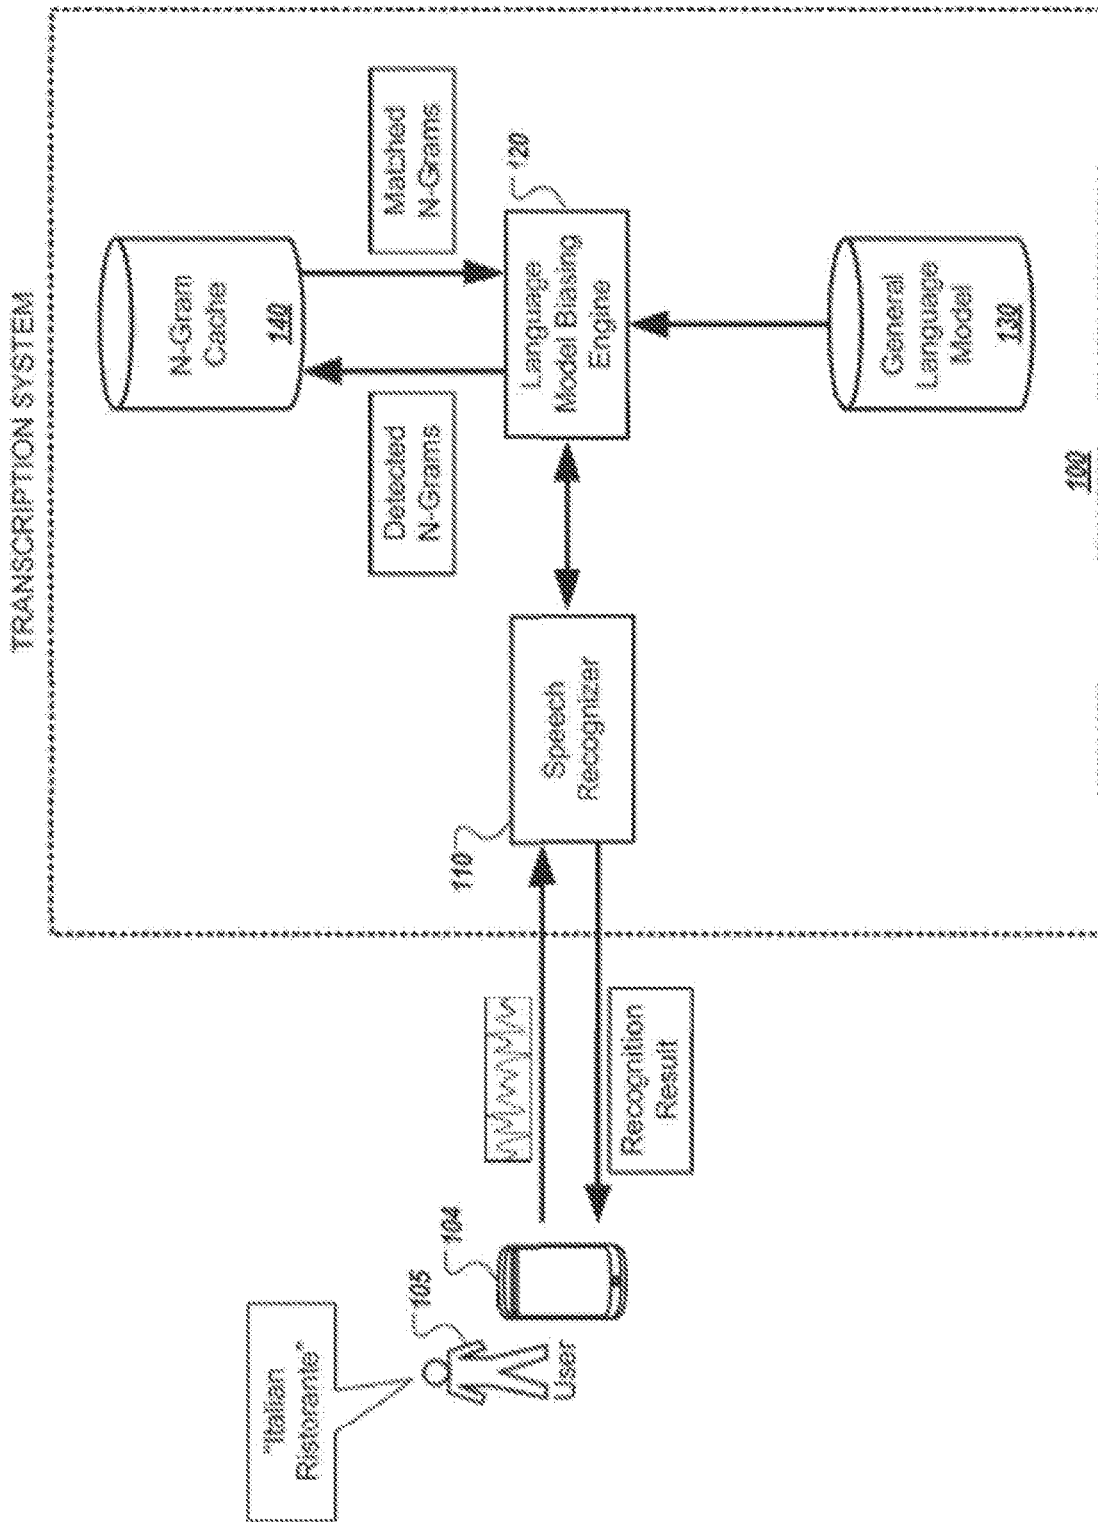 TRANSCRIPTION SYSTEM
"Italian
Ristorante"
105
User
104
Recognition
Result
110
Speech
Recognizer
Detected
N-Grams
N-Gram
Cache
140
Matched
N-Grams
120
Language
Model Biasing
Engine
General
Language
Model
130
100